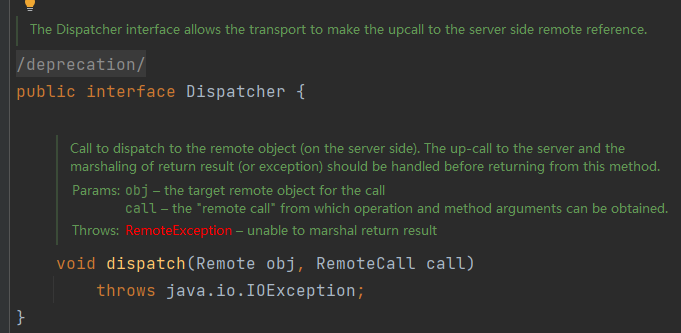 The Dispatcher interface allows the transport to make the upcall to the server side remote reference.
/deprecation/
public interface Dispatcher {
Call to dispatch to the remote object (on the server side). The up-call to the server and the
marshaling of return result (or exception) should be handled before returning from this method.
Params: obj – the target remote object for the call
call – the "remote call" from which operation and method arguments can be obtained.
Throws: RemoteException – unable to marshal return result
void dispatch(Remote obj, RemoteCall call)
throws java.io.IOException;
}